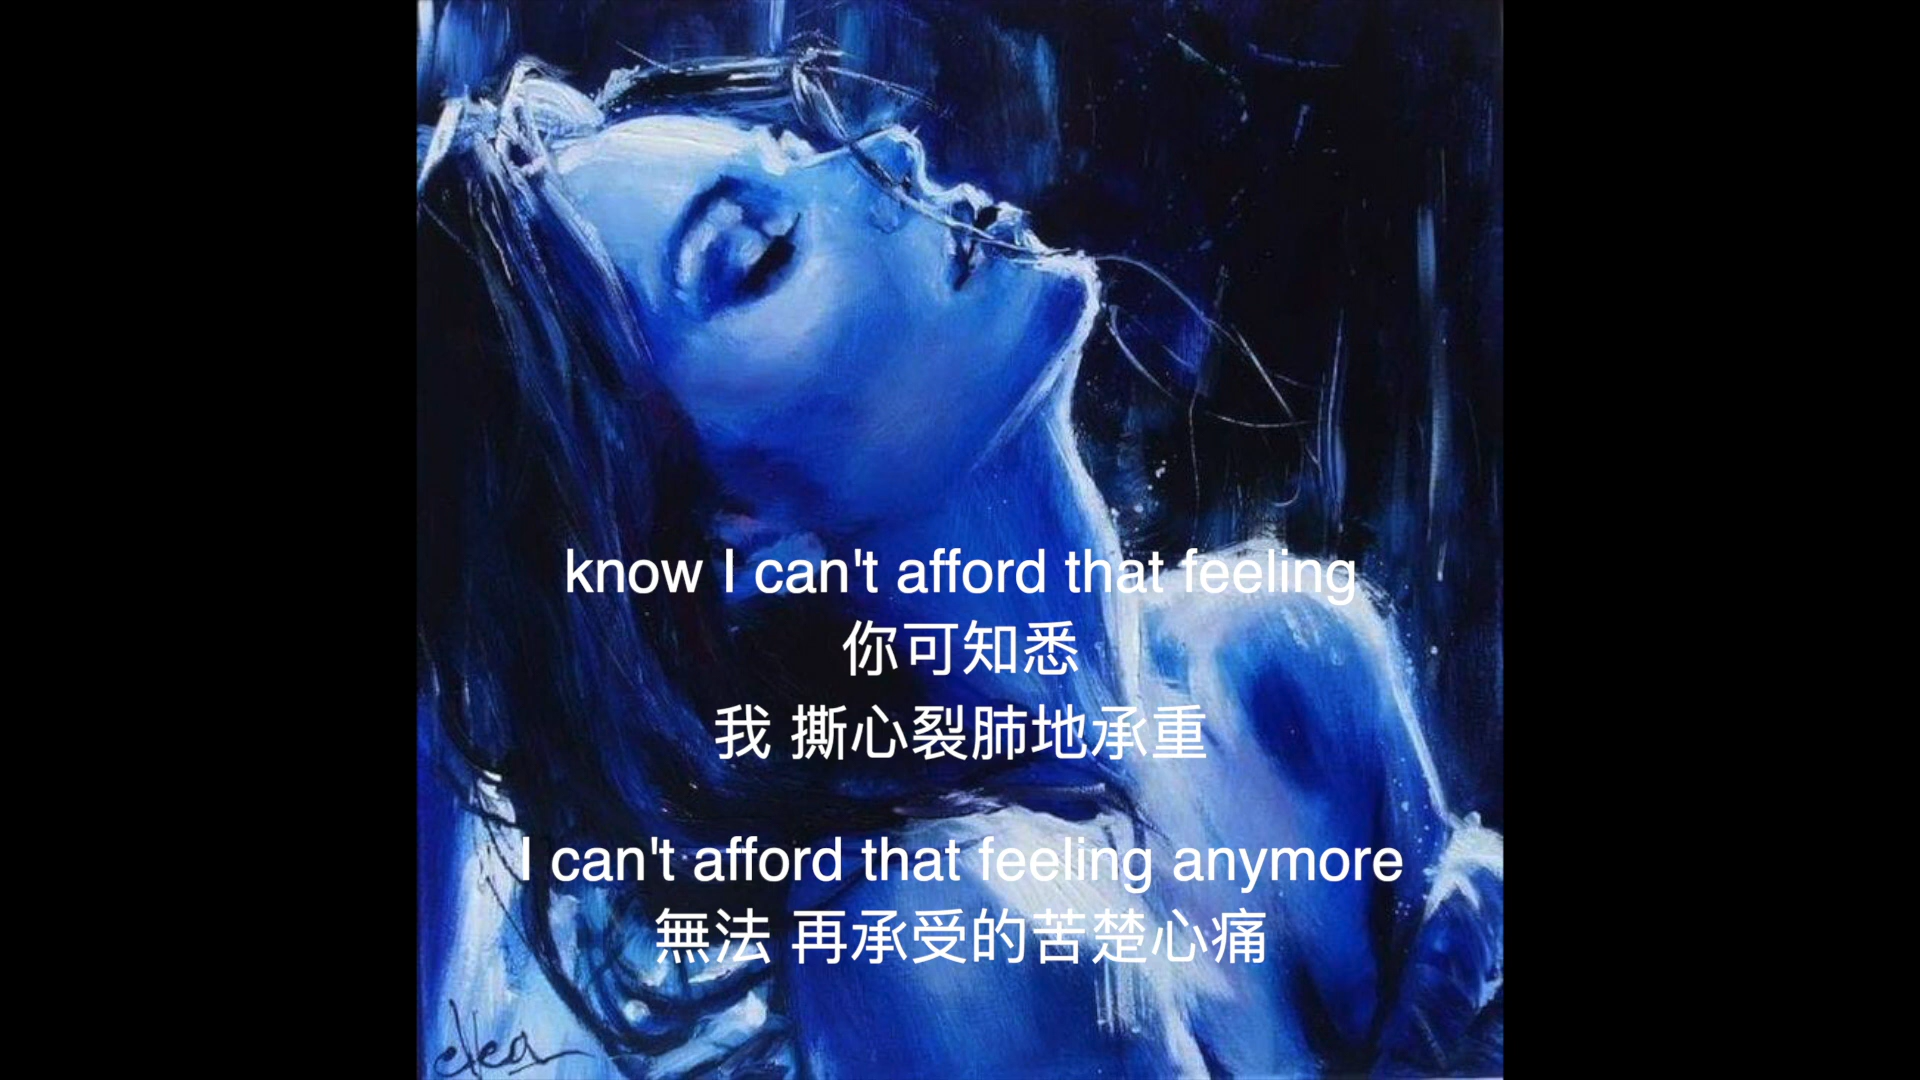 know I can't afford that feeling
你可知悉
我 撕心裂肺地承重
I can't afford that feeling anymore
無法 再承受的苦楚心痛